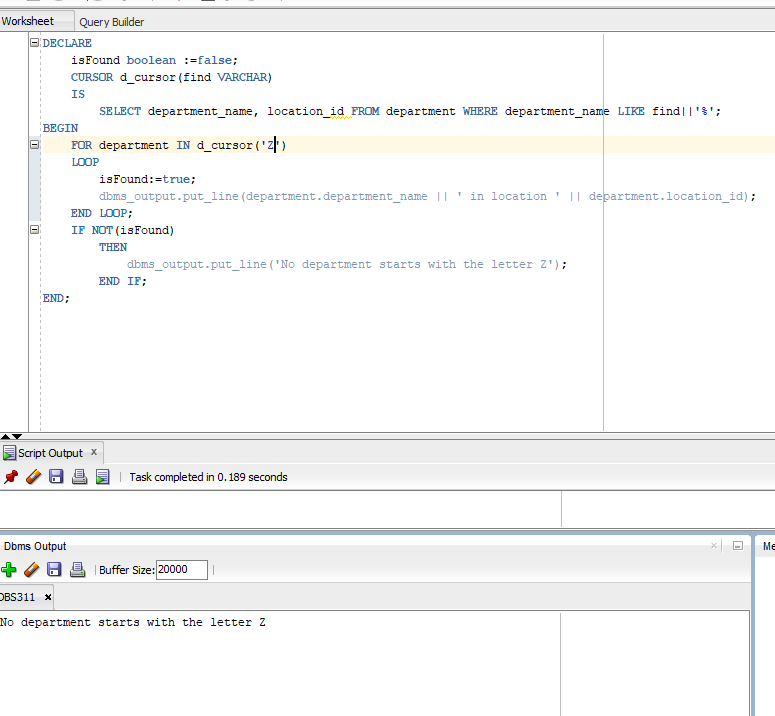 Worksheet Query Builder
DECLARE
isFound boolean :=false;
CURSOR d_cursor(find VARCHAR)
IS
SELECT department_name, location_id FROM department WHERE department_name LIKE find||'%';
BEGIN
FOR department IN d_cursor('Z')
LOOP
isFound:=true;
dbms_output.put_line(department.department_name || ' in location ' || department.location_id);
END LOOP;
IF NOT(isFound)
THEN
dbms_output.put_line('No department starts with the letter Z');
END IF;
END;
Script Output x
Task completed in 0.189 seconds
Dbms Output
Buffer Size: 20000
DBS311 x
No department starts with the letter Z